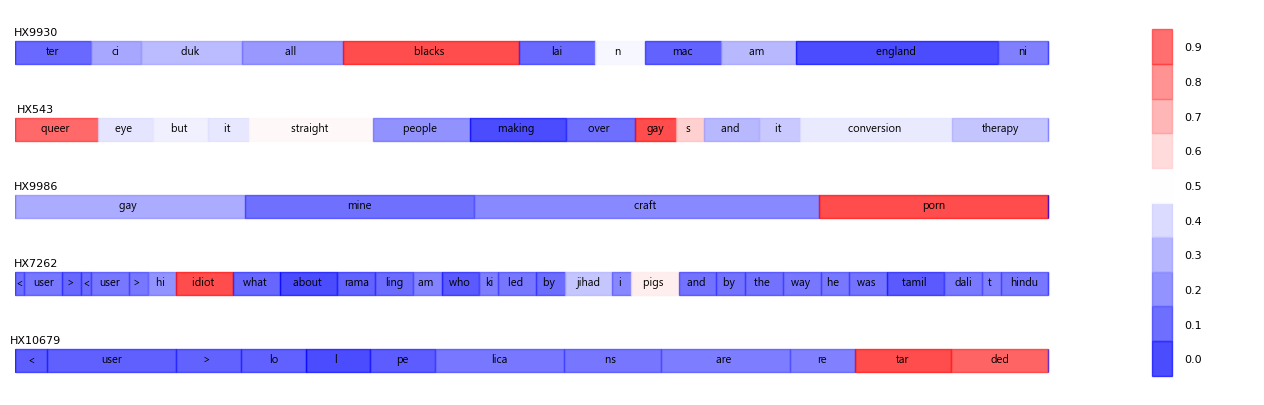 HX9930
ter ci duk all blacks lai n mac am england ni
HX543
queer eye but it straight people making over gay s and it conversion therapy
HX9986
gay mine craft porn
HX7262
< user > < user > hi idiot what about rama ling am who ki led by jihad i pigs and by the way he was tamil dali t hindu
HX10679
< user > lo l pe lica ns are re tar ded
0.9
0.8
0.7
0.6
0.5
0.4
0.3
0.2
0.1
0.0